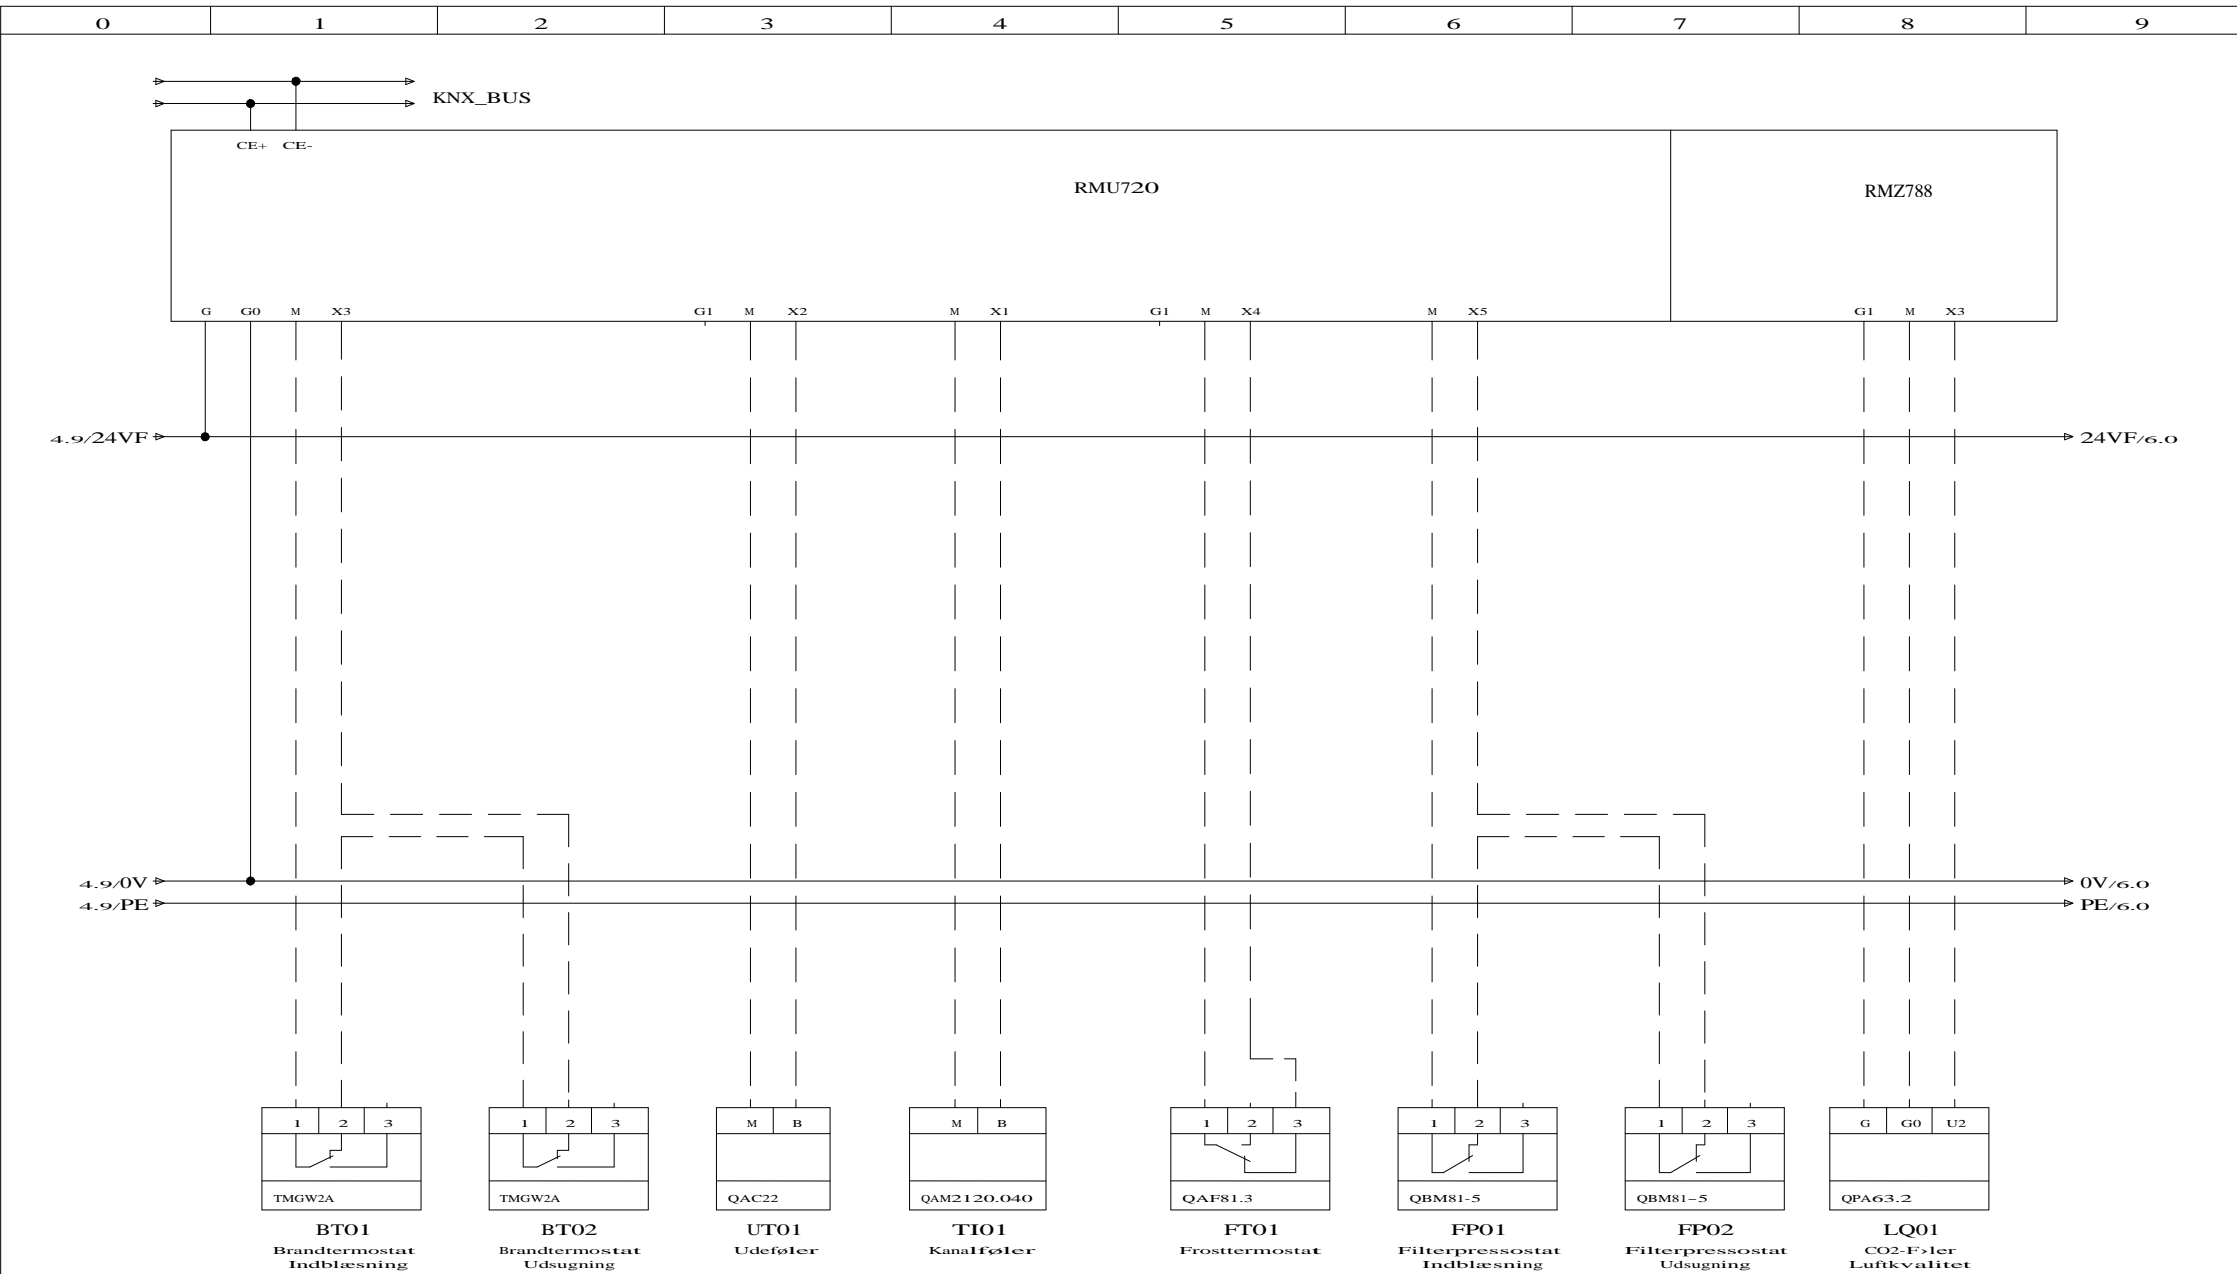 0 1 2 3 4 5 6 7 8 9
KNX_BUS
CE+ CE-
RMU720 RMZ788
G G0 M X3 G1 M X2 M X1 G1 M X4 M X5 G1 M X3
4.9/24VF 24VF/6.0
4.9/0V 0V/6.0
4.9/PE PE/6.0
1 2 3 1 2 3 M B M B 1 2 3 1 2 3 1 2 3 G G0 U2
TMGW2A TMGW2A QAC22 QAM2120.040 QAF81.3 QBM81-5 QBM81-5 QPA63.2
BT01 BT02 UT01 TI01 FT01 FP01 FP02 LQ01
Brandtermostat Brandtermostat Udeføler Kanalføler Frosttermostat Filterpressostat Filterpressostat CO2-F›ler
Indblæsning Udsugning Indblæsning Udsugning Luftkvalitet